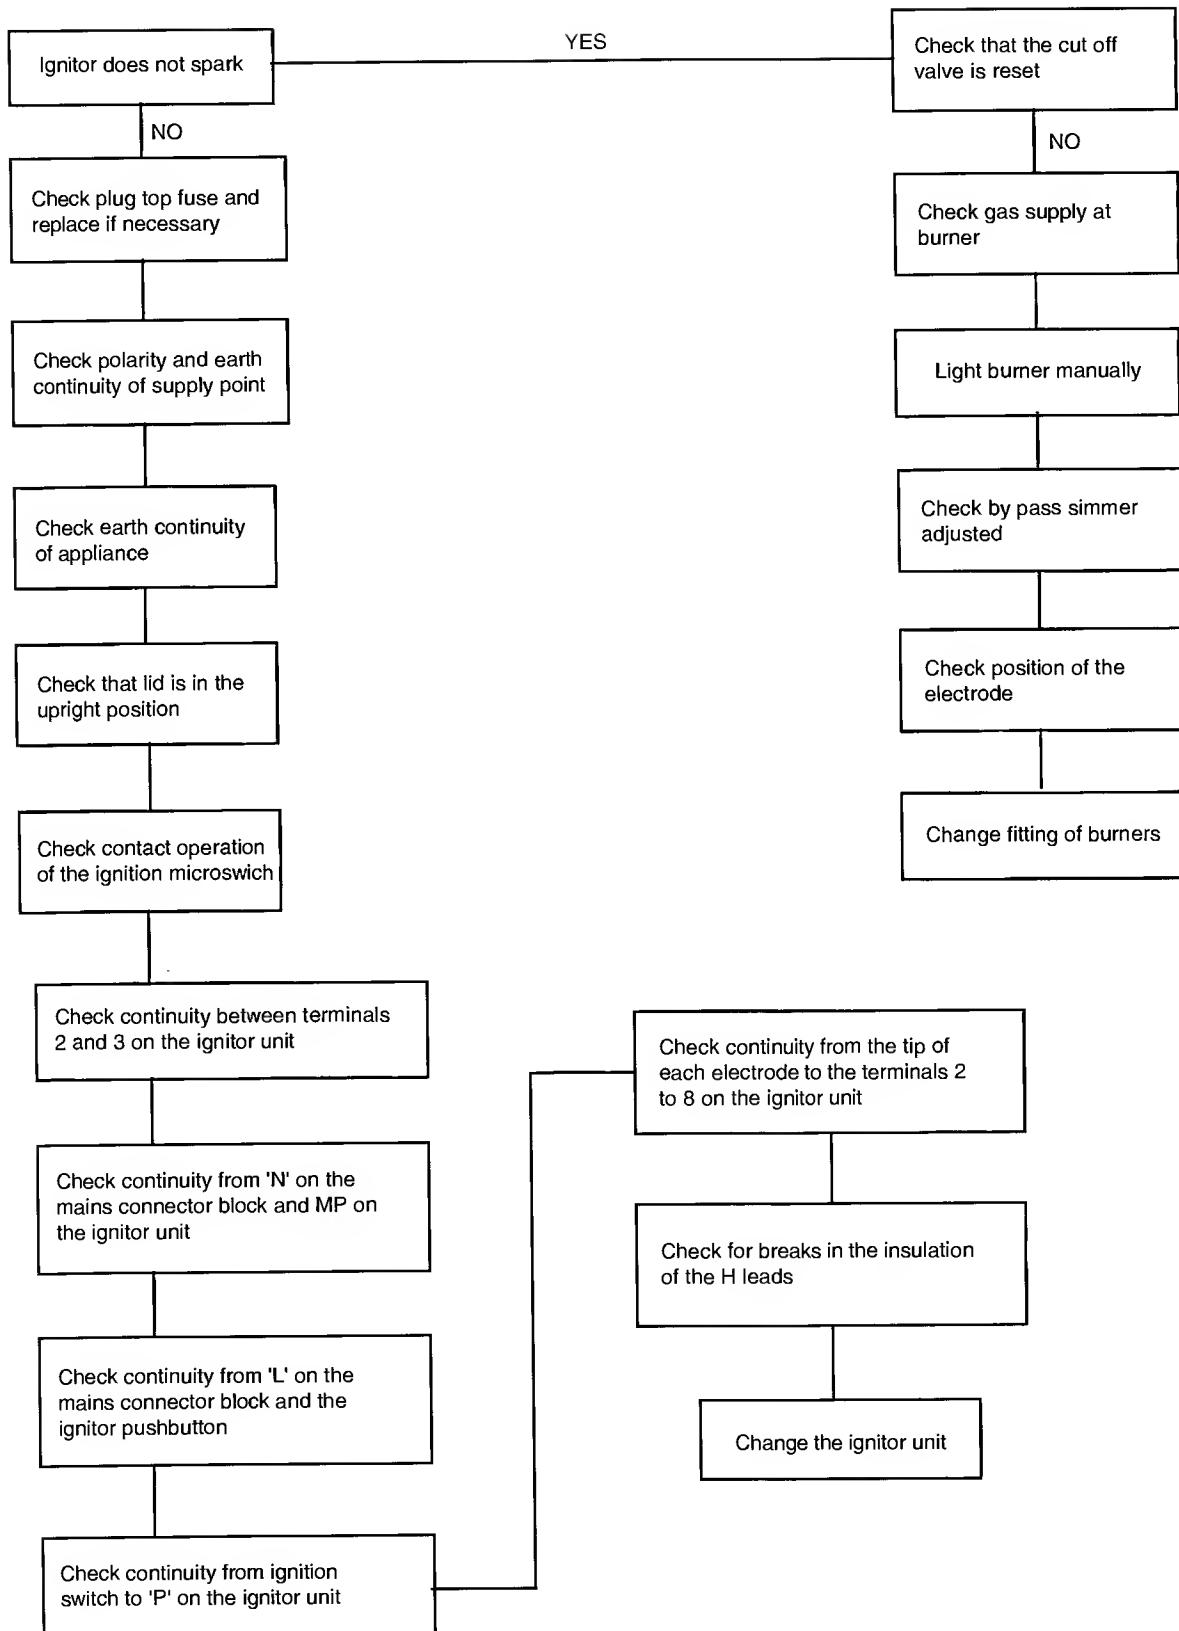 Ignitor does not spark
YES
Check that the cut off
valve is reset
NO
NO
Check plug top fuse and
replace if necessary
Check gas supply at
burner
Check polarity and earth
continuity of supply point
Light burner manually
Check earth continuity
of appliance
Check by pass simmer
adjusted
Check that lid is in the
upright position
Check position of the
electrode
Check contact operation
of the ignition microswich
Change fitting of burners
Check continuity between terminals
2 and 3 on the ignitor unit
Check continuity from 'N' on the
mains connector block and MP on
the ignitor unit
Check continuity from 'L' on the
mains connector block and the
ignitor pushbutton
Check continuity from ignition
switch to 'P' on the ignitor unit
Check continuity from the tip of
each electrode to the terminals 2
to 8 on the ignitor unit
Check for breaks in the insulation
of the H leads
Change the ignitor unit